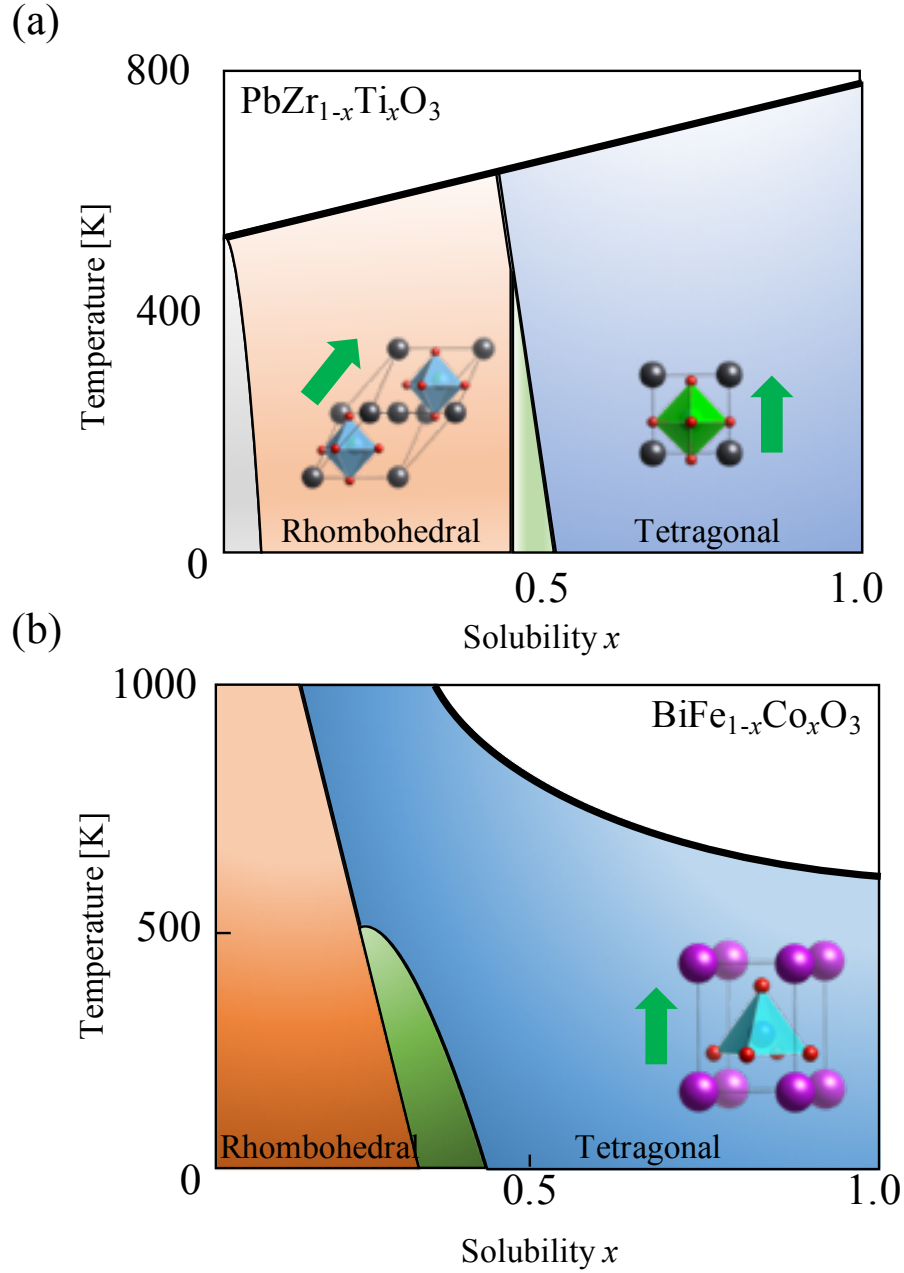 (a)
800
PbZr1-xTixO3
Temperature [K]
400
Rhombohedral
Tetragonal
0
0.5
1.0
Solubility x
(b)
1000
BiFe1-xCoxO3
Temperature [K]
500
Rhombohedral
Tetragonal
0
0.5
1.0
Solubility x